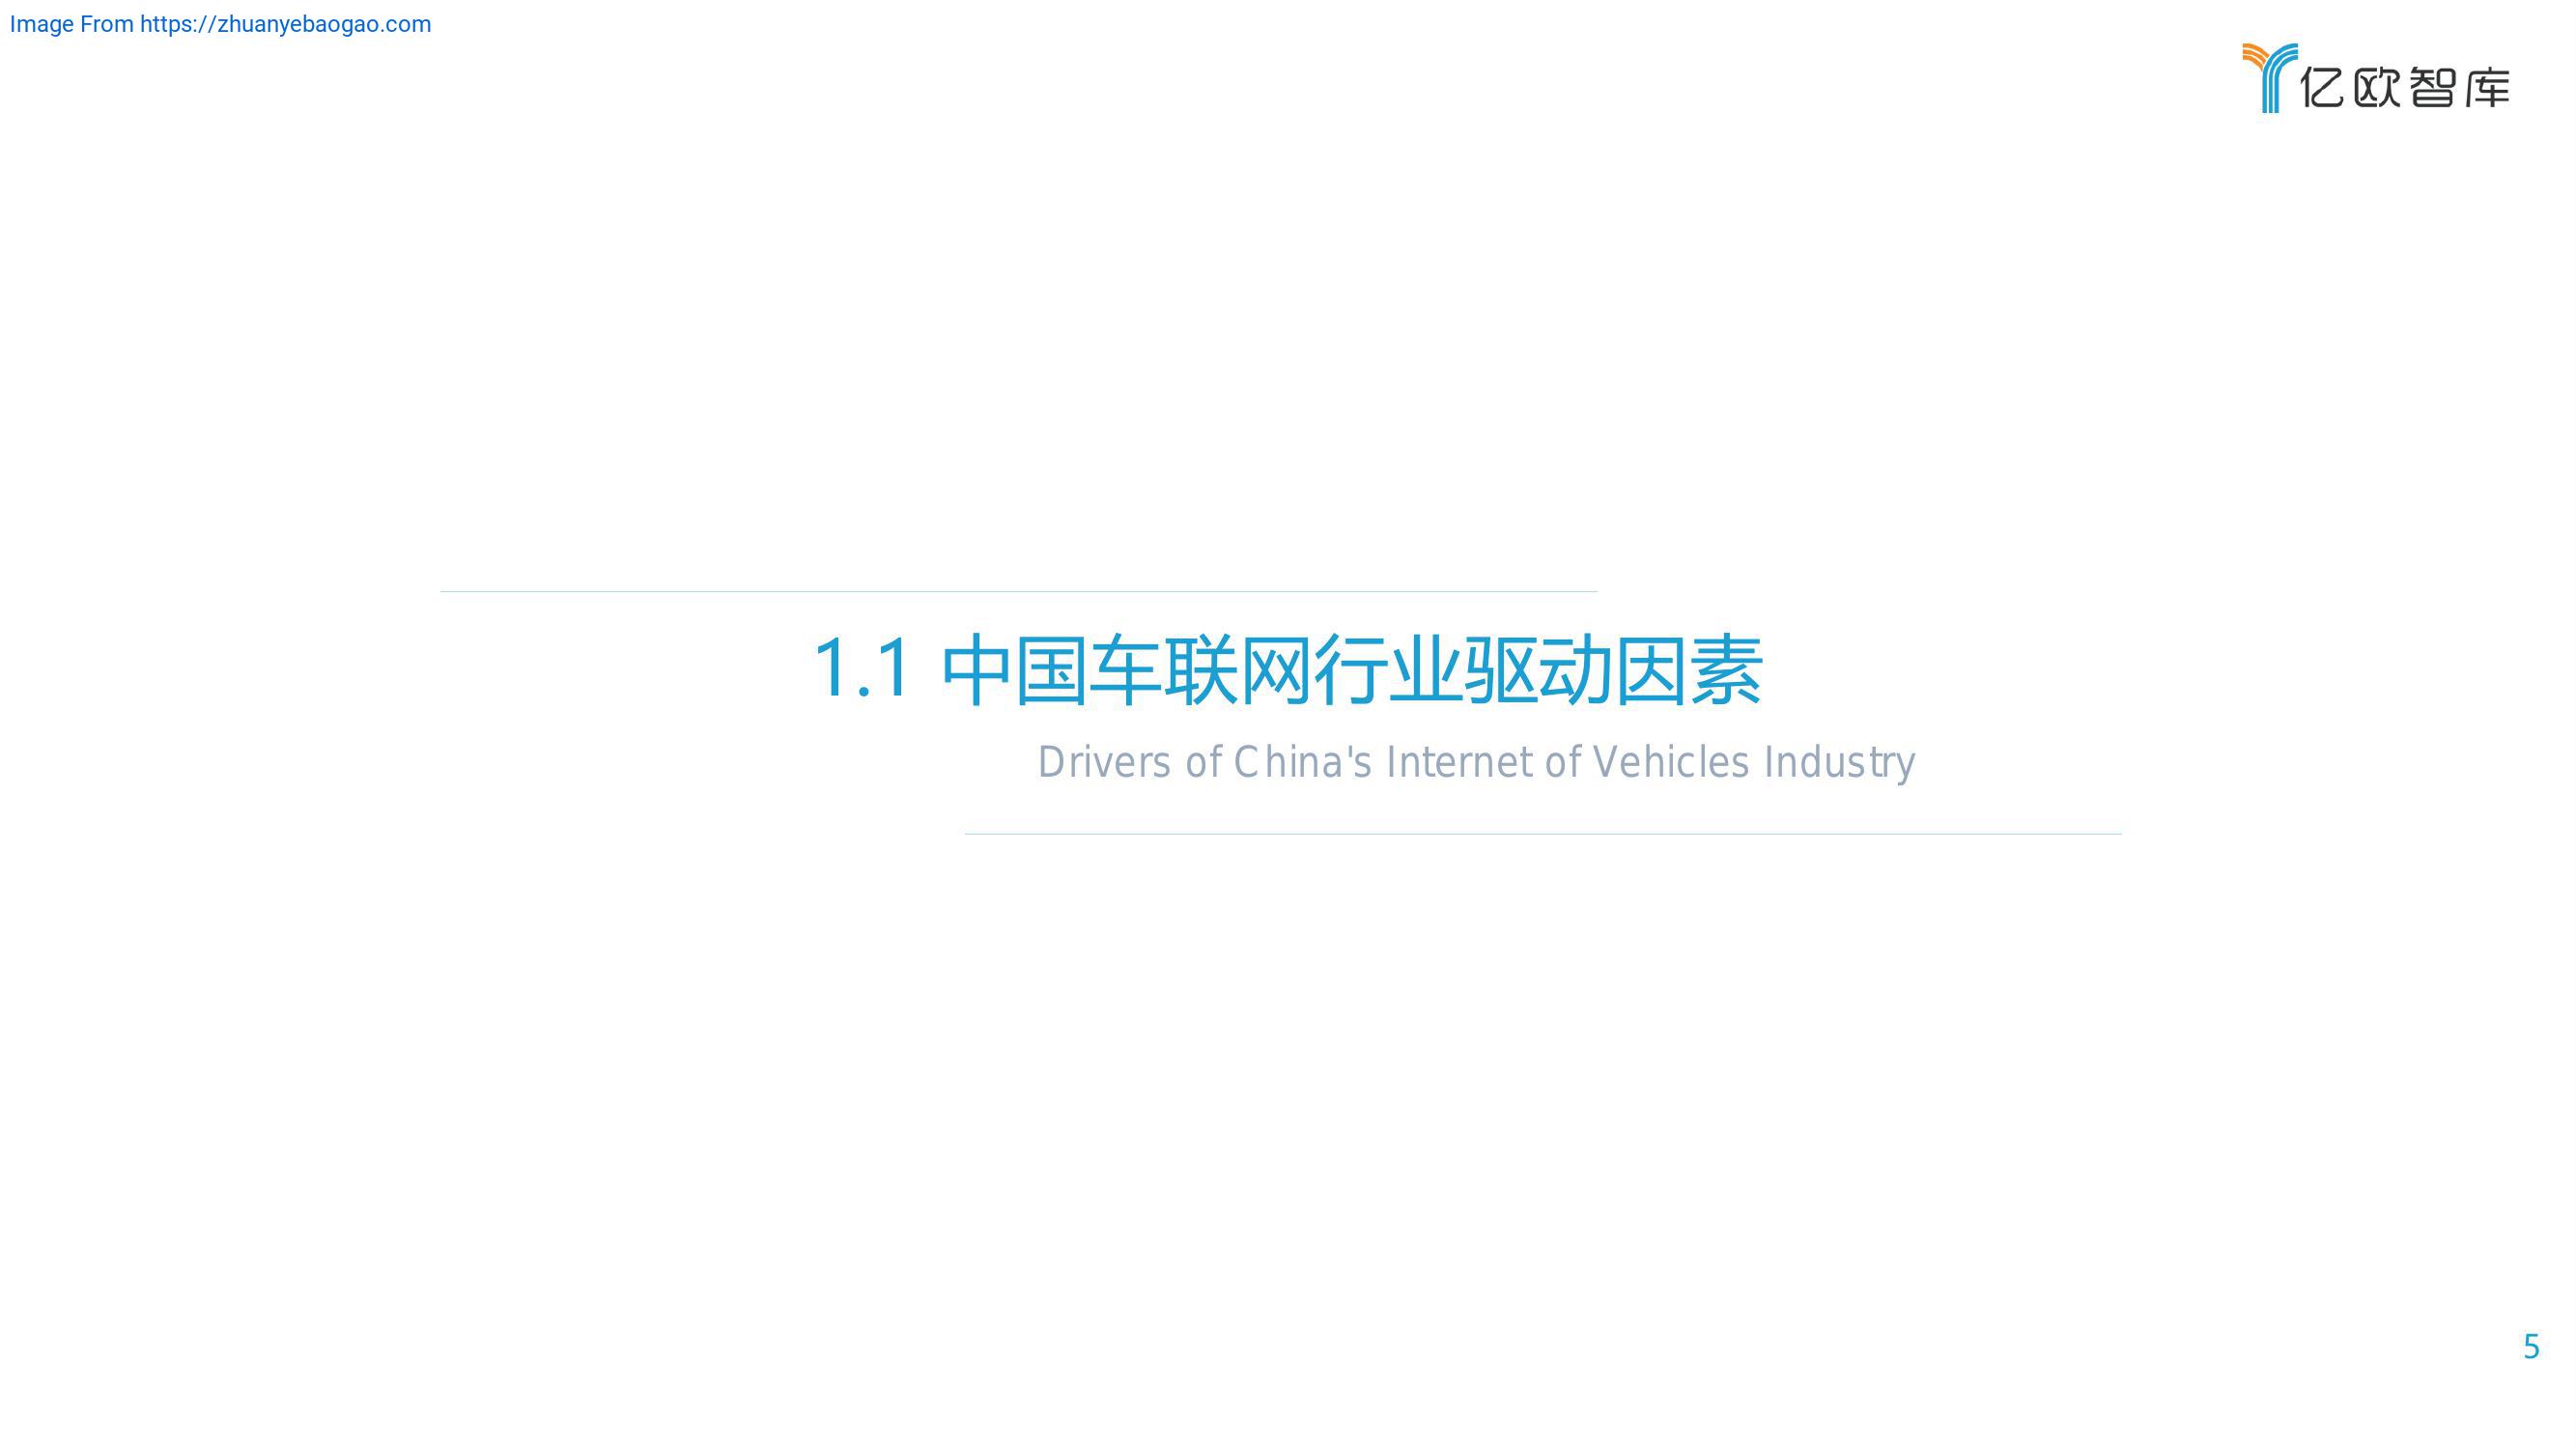 Image From https://zhuanyebaogao.com
亿欧智库
1.1 中国车联网行业驱动因素
Drivers of China's Internet of Vehicles Industry
5